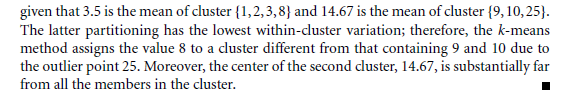 given that 3.5 is the mean of cluster {1,2,3,8} and 14.67 is the mean of cluster {9,10,25}.
The latter partitioning has the lowest within-cluster variation; therefore, the k-means
method assigns the value 8 to a cluster different from that containing 9 and 10 due to
the outlier point 25. Moreover, the center of the second cluster, 14.67, is substantially far
from all the members in the cluster. ■